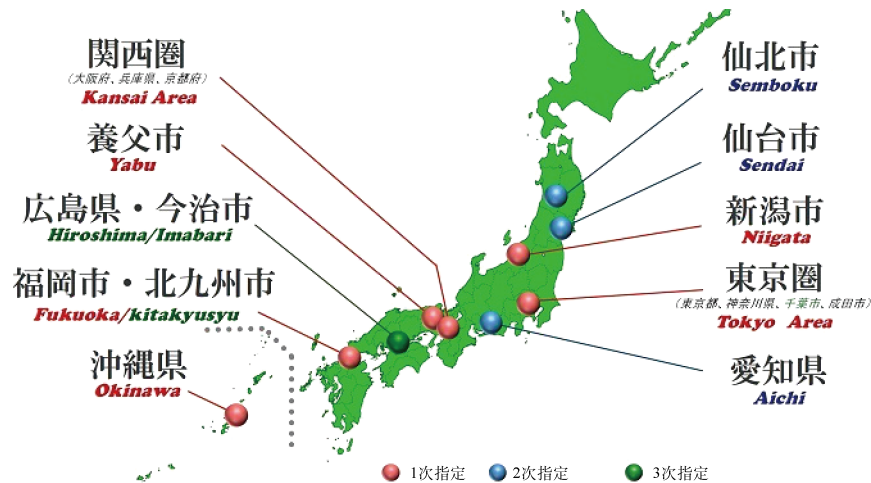 関西圏
(大阪府、兵庫県、京都府)
Kansai Area
養父市
Yabu
広島県・今治市
Hiroshima/Imabari
福岡市・北九州市
Fukuoka/kitakyusyu
沖縄県
Okinawa
仙北市
Semboku
仙台市
Sendai
新潟市
Niigata
東京圏
(東京都、神奈川県、千葉市、成田市)
Tokyo Area
愛知県
Aichi
1次指定 2次指定 3次指定